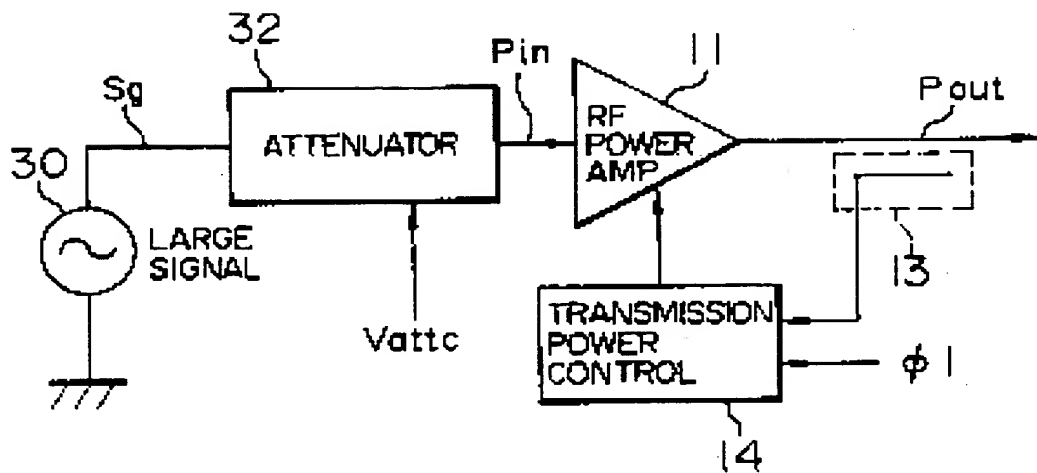 32
Sg
ATTENUATOR
Pin
11
RF
POWER
AMP
Pout
30
LARGE
SIGNAL
Vattc
13
TRANSMISSION
POWER
CONTROL
ϕ1
14